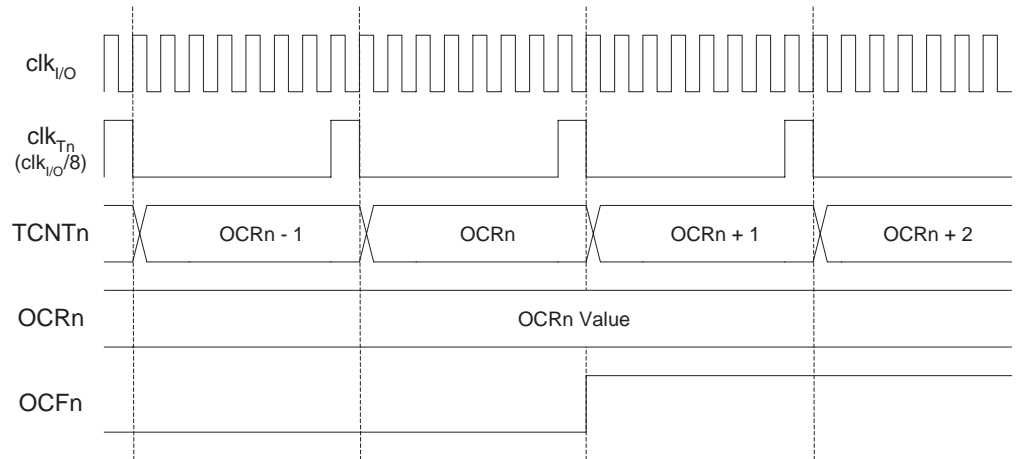 clkI/O
clkTn
(clkI/O/8)
TCNTn
OCRn - 1
OCRn
OCRn + 1
OCRn + 2
OCRn
OCRn Value
OCFn